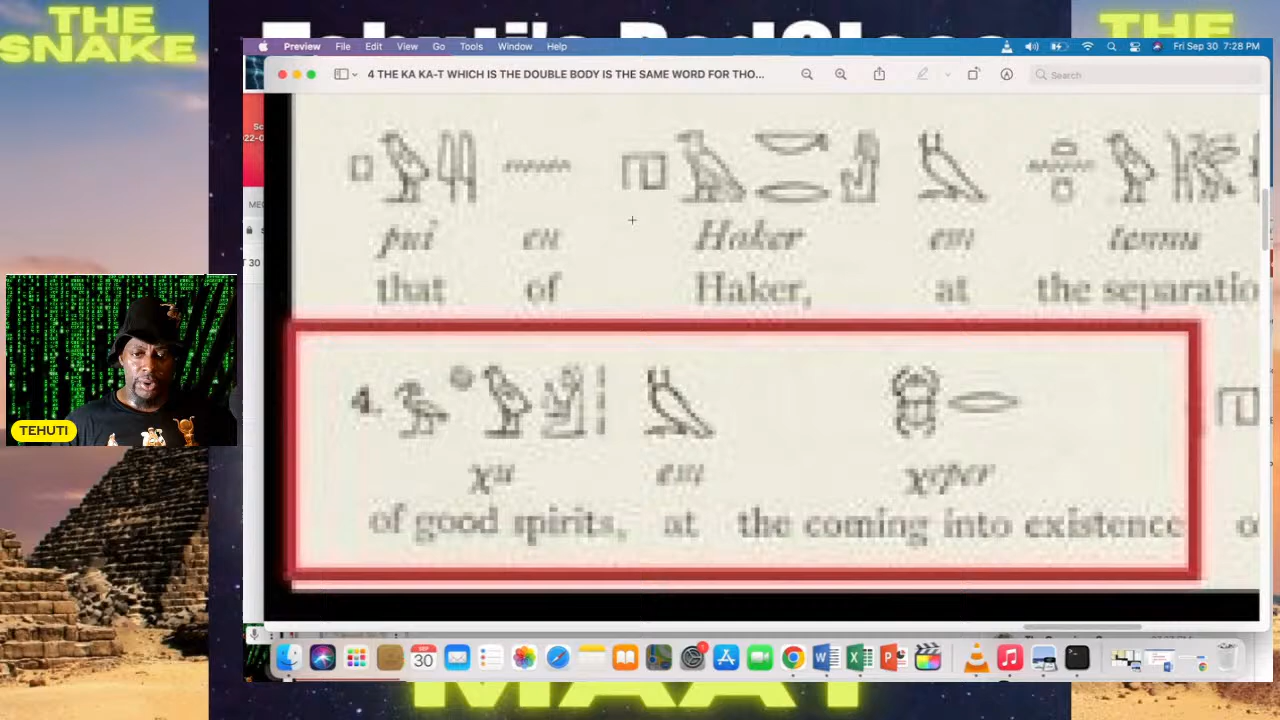 THE
SNAKE
THE
Preview File Edit View Go Tools Window Help
Fri Sep 30 7:28 PM
4 THE KA KA-T WHICH IS THE DOUBLE BODY IS THE SAME WORD FOR THO...
Search
pui en Haker em tennu
that of Haker, at the separatio
4.
χu em χeper
of good spirits, at the coming into existence
TEHUTI
SEP
30
MAAT